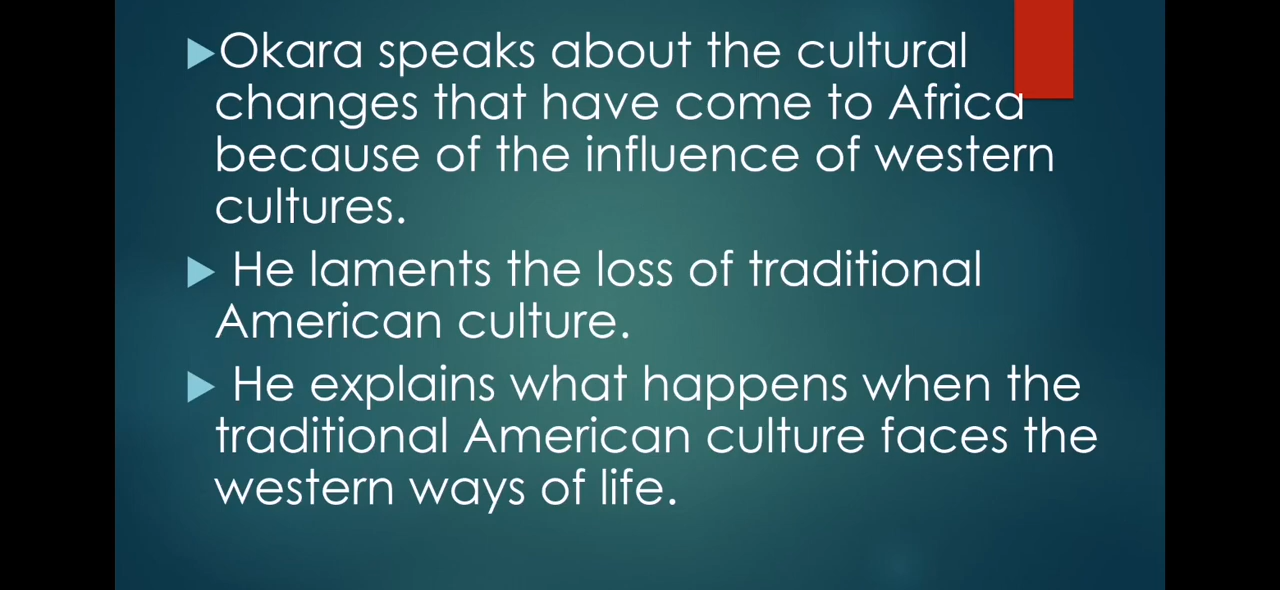 Okara speaks about the cultural
changes that have come to Africa
because of the influence of western
cultures.
He laments the loss of traditional
American culture.
He explains what happens when the
traditional American culture faces the
western ways of life.